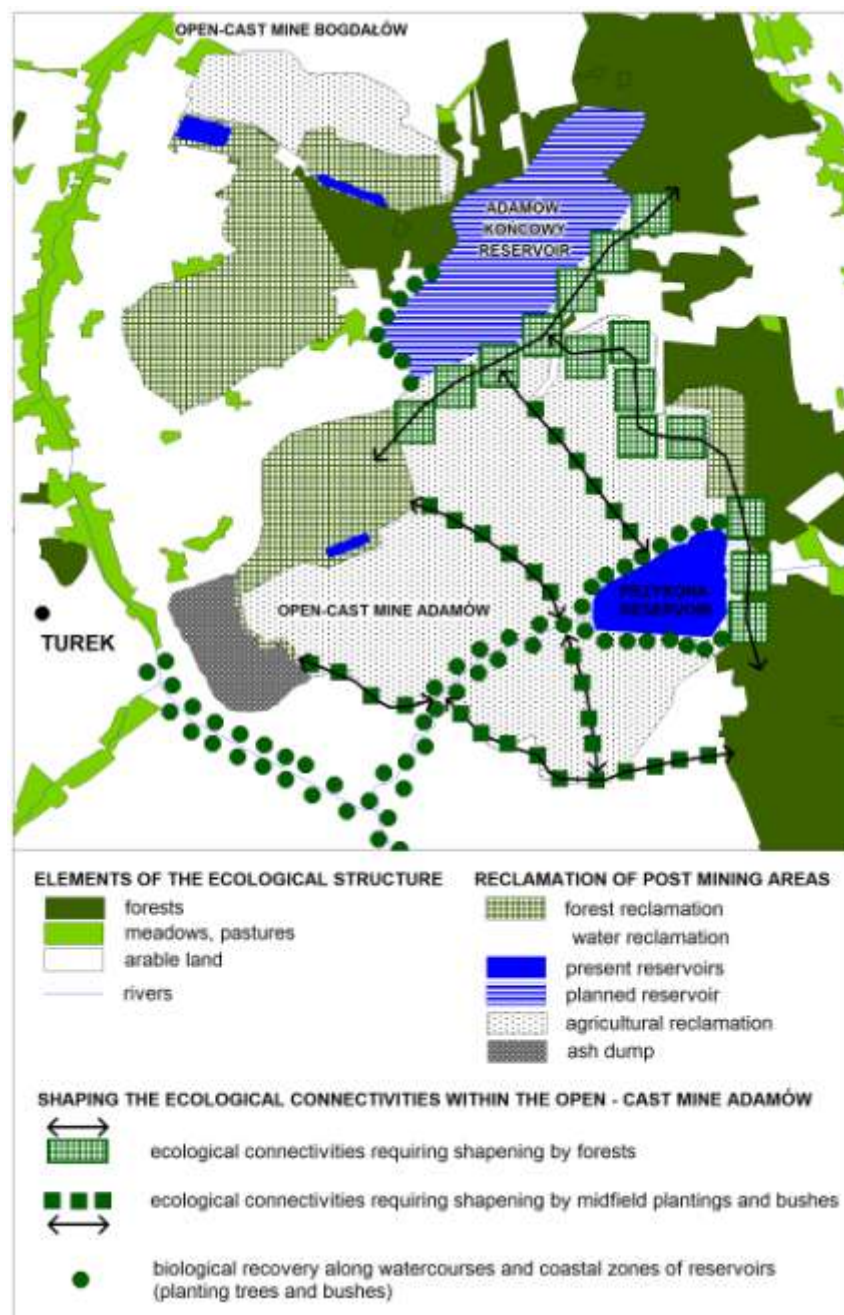 OPEN-CAST MINE BOGDAŁÓW
ADAMÓW
KOŃCOWY
RESERVOIR
PRZYKONA
RESERVOIR
OPEN-CAST MINE ADAMÓW
TUREK
ELEMENTS OF THE ECOLOGICAL STRUCTURE
forests
meadows, pastures
arable land
rivers
RECLAMATION OF POST MINING AREAS
forest reclamation
water reclamation
present reservoirs
planned reservoir
agricultural reclamation
ash dump
SHAPING THE ECOLOGICAL CONNECTIVITIES WITHIN THE OPEN - CAST MINE ADAMÓW
ecological connectivities requiring shapening by forests
ecological connectivities requiring shapening by midfield plantings and bushes
biological recovery along watercourses and coastal zones of reservoirs
(planting trees and bushes)